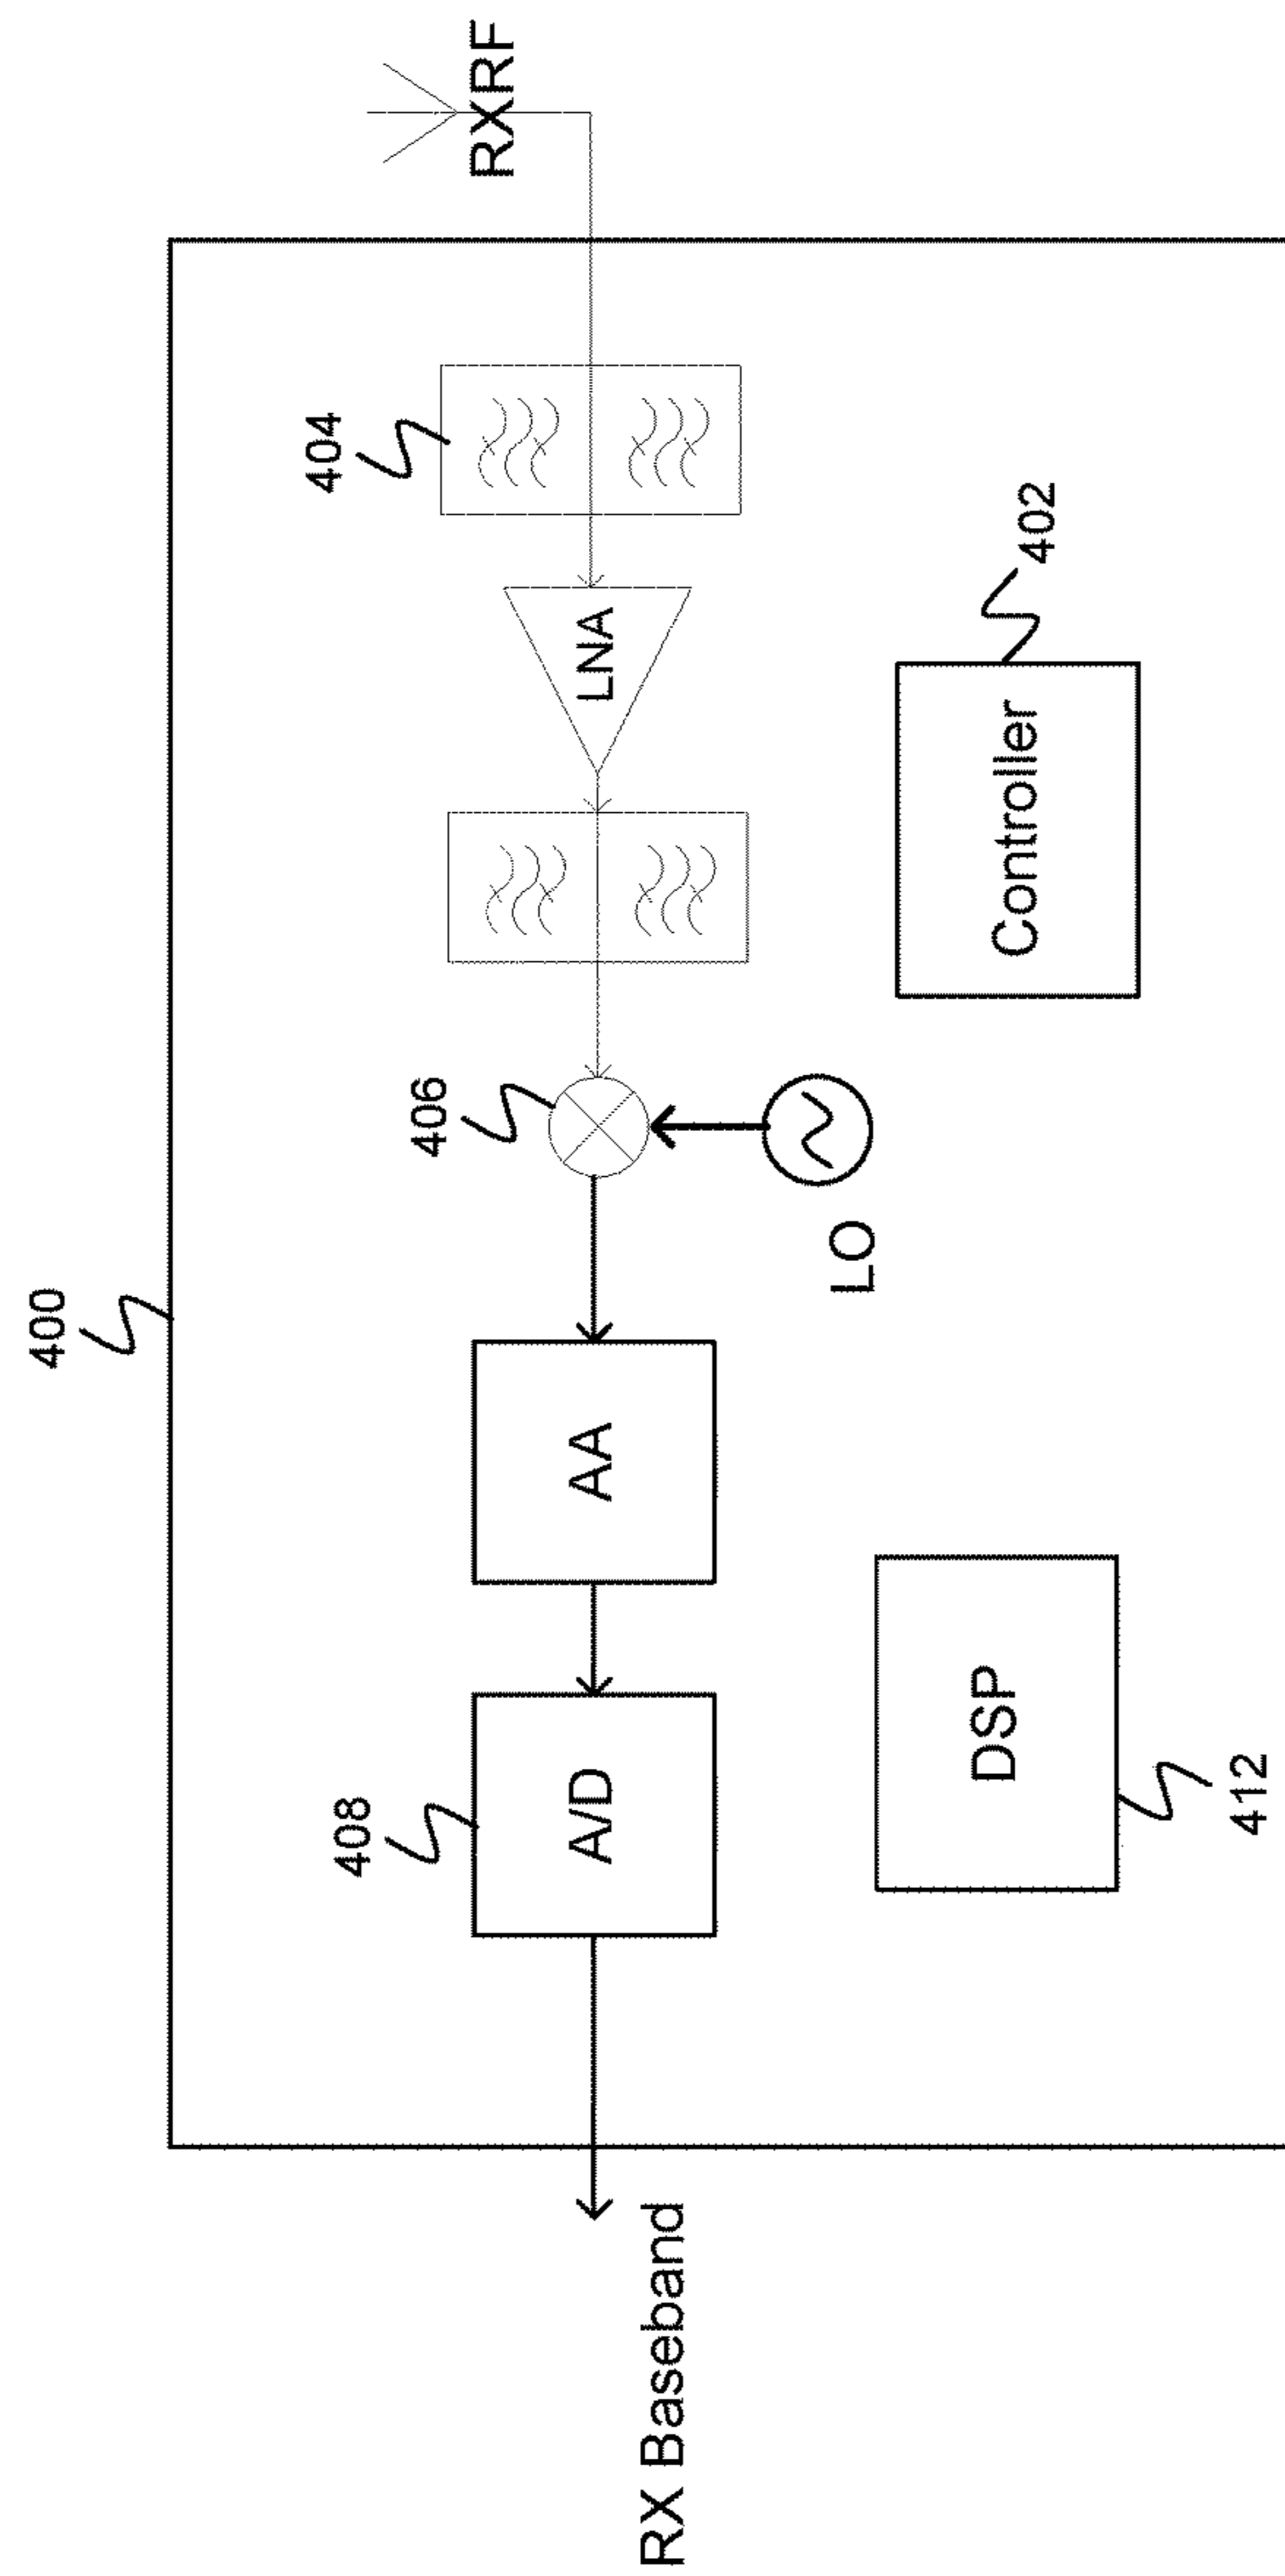 400
RXRF
404
LNA
406
LO
AA
408
A/D
RX Baseband
Controller
402
DSP
412